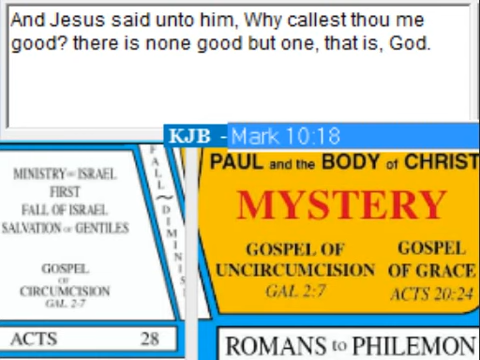 And Jesus said unto him, Why callest thou me
good? there is none good but one, that is, God.
KJB - Mark 10:18
MINISTRY to ISRAEL
FIRST
FALL OF ISRAEL
SALVATION of GENTILES
GOSPEL
OF
CIRCUMCISION
GAL 2-7
FALL ~ DIMINIS
ACTS 28
PAUL and the BODY of CHRIST
MYSTERY
GOSPEL OF
UNCIRCUMCISION
GAL 2:7
GOSPEL
OF GRACE
ACTS 20:24
ROMANS to PHILEMON